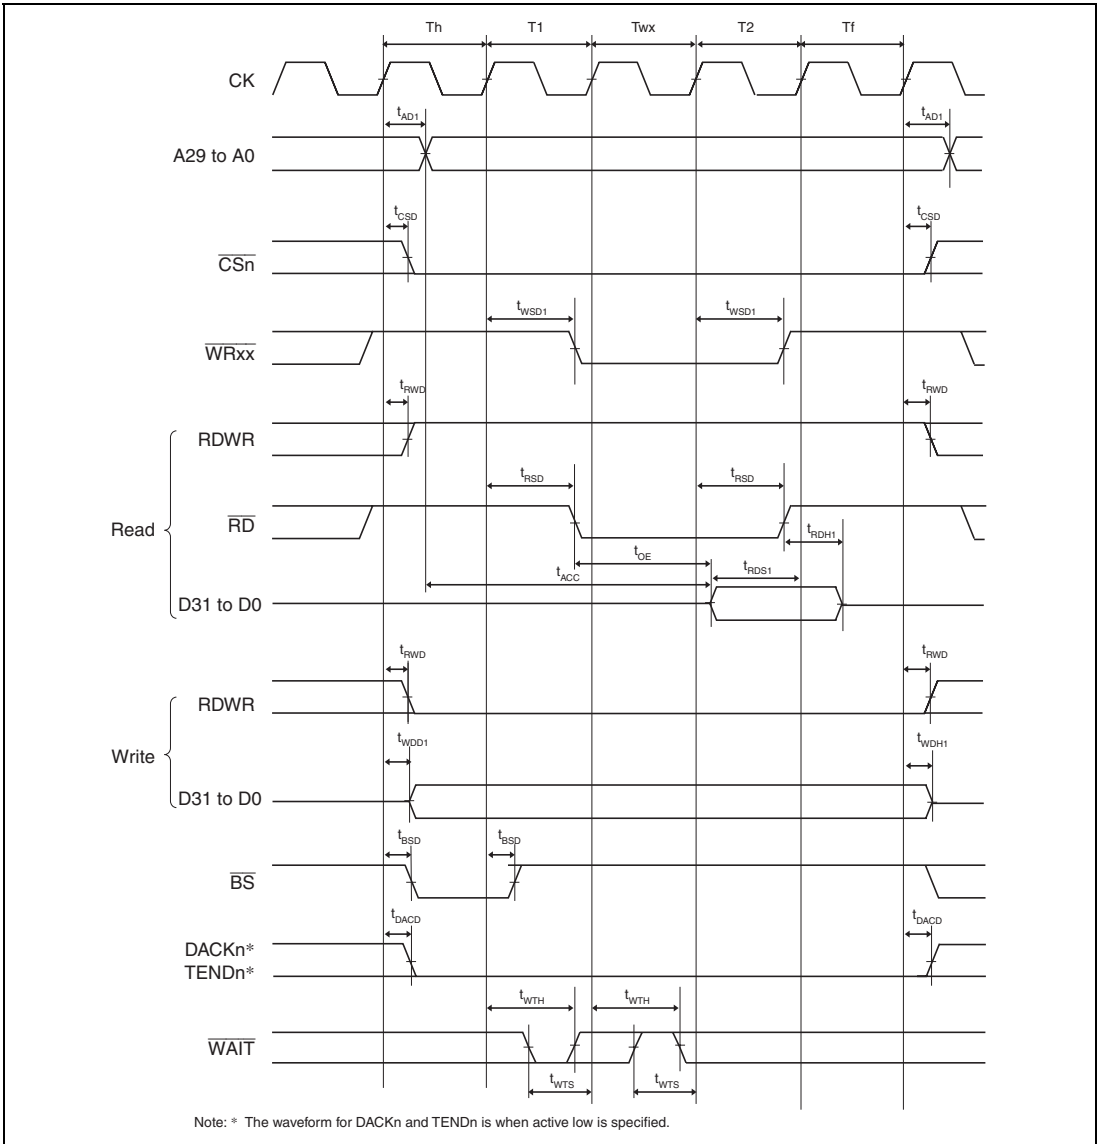 Th T1 Twx T2 Tf
CK
tAD1 tAD1
A29 to A0
tCSD tCSD
CSn
tWSD1 tWSD1
WRxx
tRWD tRWD
RDWR
tRSD tRSD
Read
RD
tRDH1
tOE
tACC tRDS1
D31 to D0
tRWD tRWD
RDWR
tWDD1 tWDH1
Write
D31 to D0
tBSD tBSD
BS
tDACD tDACD
DACKn*
TENDn*
tWTH tWTH
WAIT
tWTS tWTS
Note: * The waveform for DACKn and TENDn is when active low is specified.